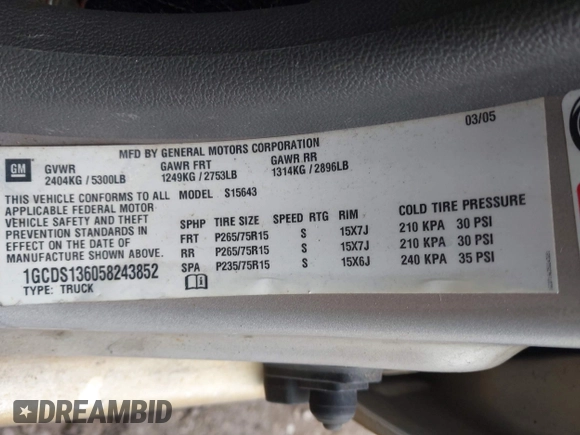 MFD BY GENERAL MOTORS CORPORATION 03/05
GM GVWR GAWR FRT GAWR RR
2404KG / 5300LB 1249KG / 2753LB 1314KG / 2896LB
THIS VEHICLE CONFORMS TO ALL MODEL S15643
APPLICABLE FEDERAL MOTOR
VEHICLE SAFETY AND THEFT
PREVENTION STANDARDS IN
EFFECT ON THE DATE OF
MANUFACTURE SHOWN ABOVE.
1GCDS136058243852
TYPE: TRUCK
SPHP TIRE SIZE SPEED RTG RIM COLD TIRE PRESSURE
FRT P265/75R15 S 15X7J 210 KPA 30 PSI
RR P265/75R15 S 15X7J 210 KPA 30 PSI
SPA P235/75R15 S 15X6J 240 KPA 35 PSI
DREAMBID